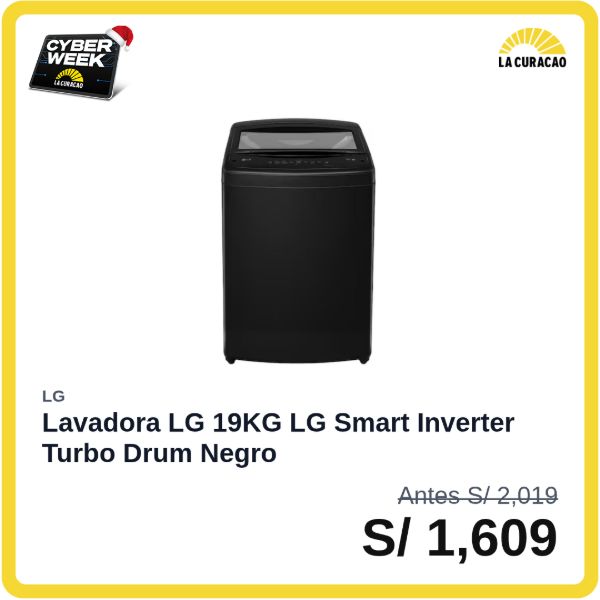 CYBER
WEEK
LA CURACAO
LA CURACAO
LG
Lavadora LG 19KG LG Smart Inverter
Turbo Drum Negro
Antes S/ 2,019
S/ 1,609